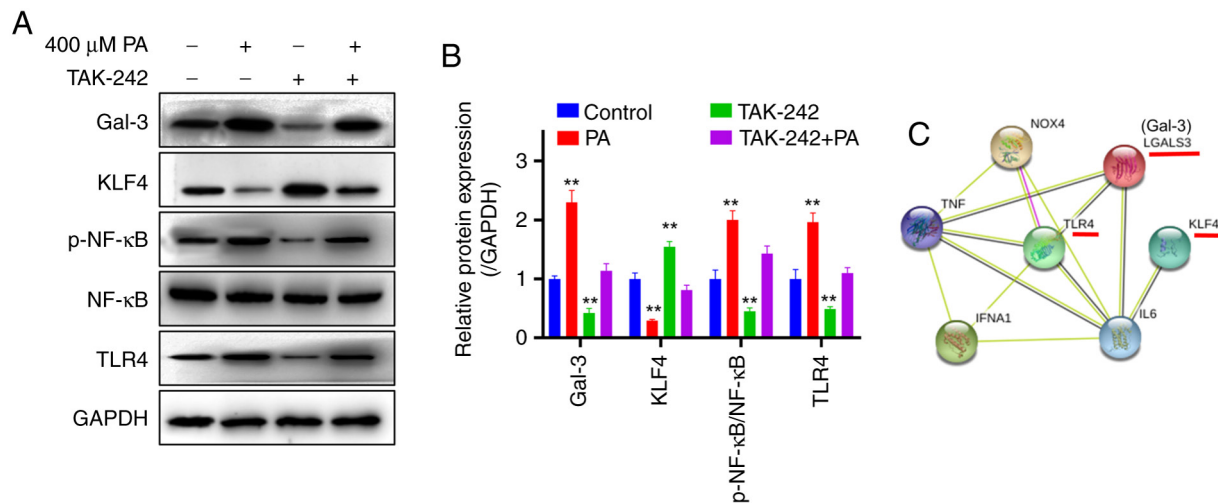 A
400 μM PA − + − +
TAK-242 − − + +
Gal-3
KLF4
p-NF-κB
NF-κB
TLR4
GAPDH
B
Control
TAK-242
PA
TAK-242+PA
Relative protein expression
(/GAPDH)
3
2
1
0
** ** ** ** ** ** **
Gal-3
KLF4
p-NF-κB/NF-κB
TLR4
C
NOX4
(Gal-3)
LGALS3
TNF
TLR4
KLF4
IFNA1
IL6